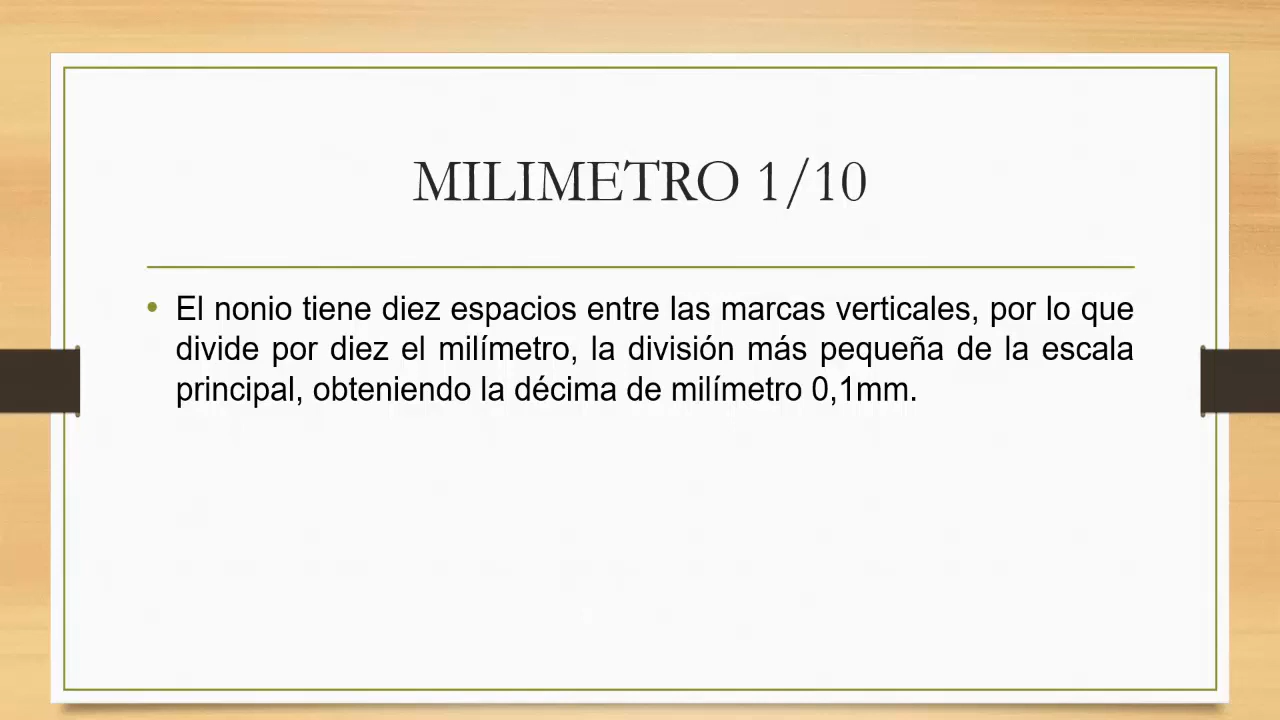 MILIMETRO 1/10
• El nonio tiene diez espacios entre las marcas verticales, por lo que
divide por diez el milímetro, la división más pequeña de la escala
principal, obteniendo la décima de milímetro 0,1mm.